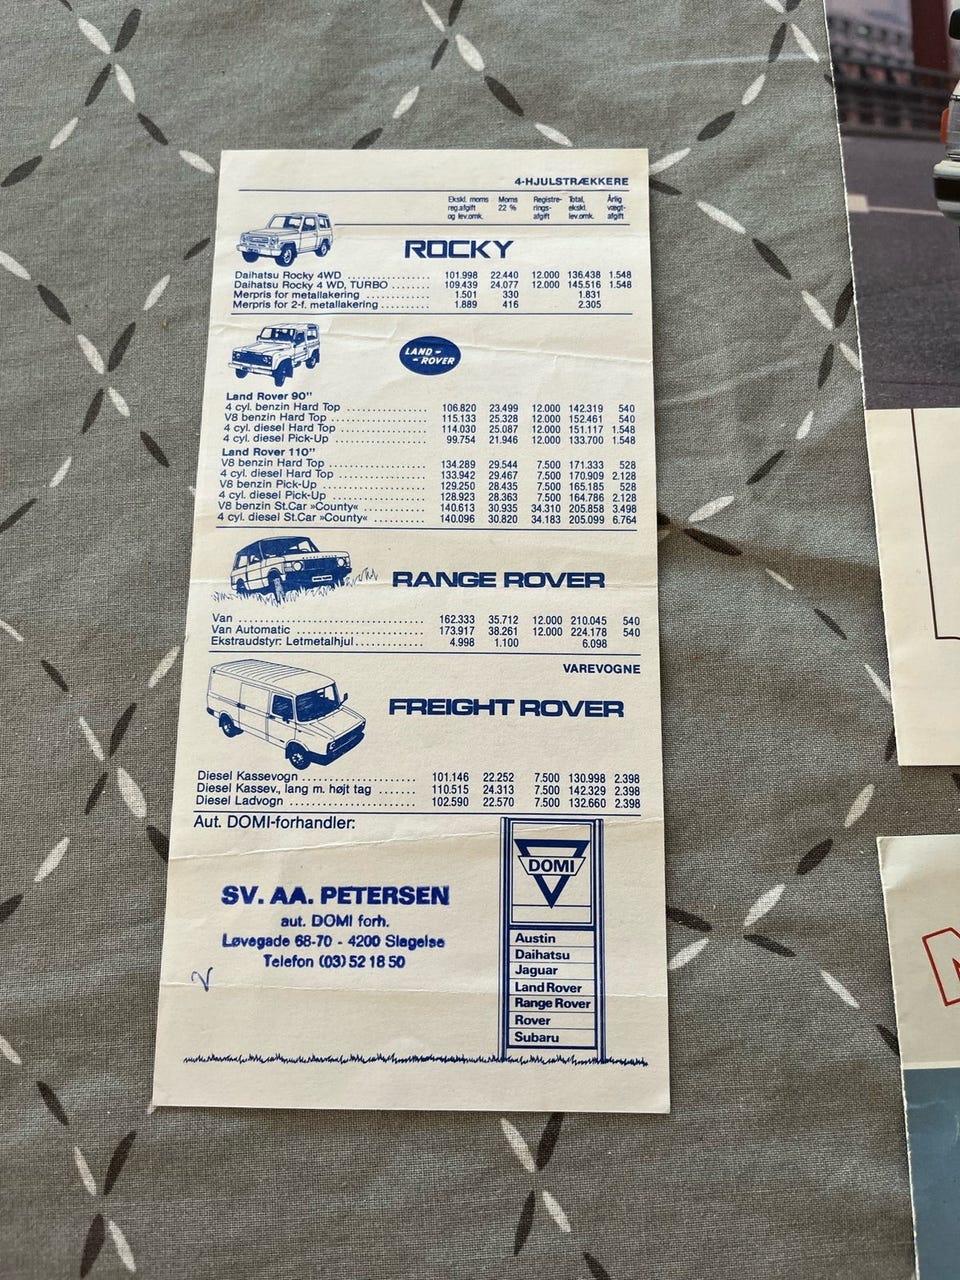 4-HJULSTRÆKKERE
Ekskl. moms reg.afgift og lev.omk. Moms 22 % Registre-rings-afgift Total, ekskl. lev.omk. Årlig vægt-afgift
ROCKY
Daihatsu Rocky 4WD .................. 101.998 22.440 12.000 136.438 1.548
Daihatsu Rocky 4 WD, TURBO ........ 109.439 24.077 12.000 145.516 1.548
Merpris for metallakering ................ 1.501 330 1.831
Merpris for 2-f. metallakering .......... 1.889 416 2.305
LAND-
-ROVER
Land Rover 90"
4 cyl. benzin Hard Top .................. 106.820 23.499 12.000 142.319 540
V8 benzin Hard Top ..................... 115.133 25.328 12.000 152.461 540
4 cyl. diesel Hard Top ................... 114.030 25.087 12.000 151.117 1.548
4 cyl. diesel Pick-Up ..................... 99.754 21.946 12.000 133.700 1.548
Land Rover 110"
V8 benzin Hard Top ..................... 134.289 29.544 7.500 171.333 528
4 cyl. diesel Hard Top ................... 133.942 29.467 7.500 170.909 2.128
V8 benzin Pick-Up ....................... 129.250 28.435 7.500 165.185 528
4 cyl. diesel Pick-Up ..................... 128.923 28.363 7.500 164.786 2.128
V8 benzin St.Car »County« ............. 140.613 30.935 34.310 205.858 3.498
4 cyl. diesel St.Car »County« ........... 140.096 30.820 34.183 205.099 6.764
RANGE ROVER
Van ........................................ 162.333 35.712 12.000 210.045 540
Van Automatic ........................... 173.917 38.261 12.000 224.178 540
Ekstraudstyr: Letmetalhjul ............. 4.998 1.100 6.098
VAREVOGNE
FREIGHT ROVER
Diesel Kassevogn ........................ 101.146 22.252 7.500 130.998 2.398
Diesel Kassev., lang m. højt tag ....... 110.515 24.313 7.500 142.329 2.398
Diesel Ladvogn .......................... 102.590 22.570 7.500 132.660 2.398
Aut. DOMI-forhandler:
SV. AA. PETERSEN
aut. DOMI forh.
Løvegade 68-70 - 4200 Slagelse
Telefon (03) 52 18 50
DOMI
Austin
Daihatsu
Jaguar
Land Rover
Range Rover
Rover
Subaru